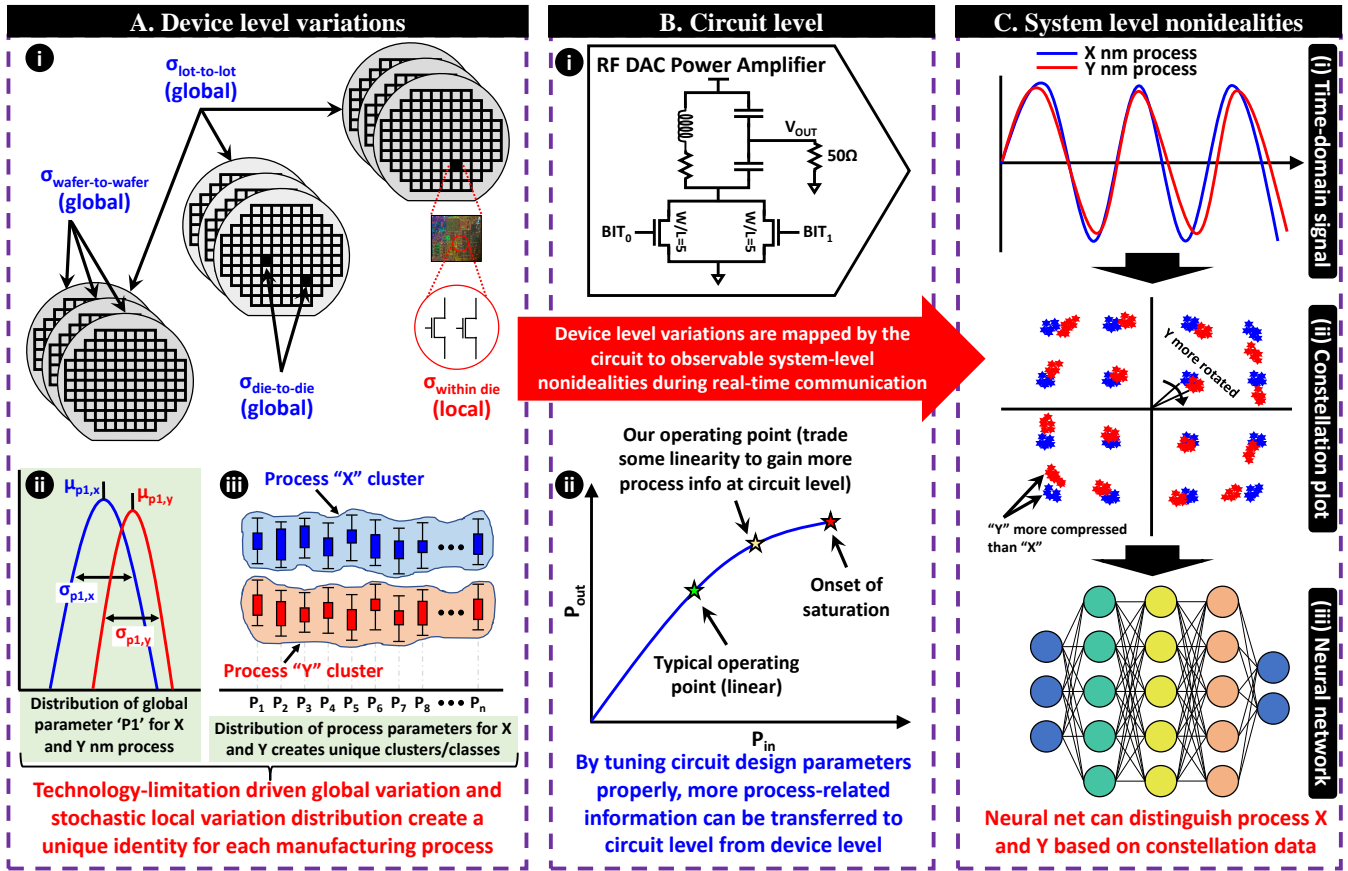 A. Device level variations
i
σlot-to-lot
(global)
σwafer-to-wafer
(global)
σdie-to-die
(global)
σwithin die
(local)
ii
μp1,x
μp1,y
σp1,x
σp1,y
Distribution of global
parameter ‘P1’ for X
and Y nm process
iii
Process “X” cluster
Process “Y” cluster
P1 P2 P3 P4 P5 P6 P7 P8 ••• Pn
Distribution of process parameters for X
and Y creates unique clusters/classes
Technology-limitation driven global variation and
stochastic local variation distribution create a
unique identity for each manufacturing process
B. Circuit level
i
RF DAC Power Amplifier
VOUT
50Ω
BIT0
W/L=5
W/L=5
BIT1
Device level variations are mapped by the
circuit to observable system-level
nonidealities during real-time communication
Our operating point (trade
some linearity to gain more
process info at circuit level)
ii
Pout
Onset of
saturation
Typical operating
point (linear)
Pin
By tuning circuit design parameters
properly, more process-related
information can be transferred to
circuit level from device level
C. System level nonidealities
X nm process
Y nm process
(i) Time-domain signal
Y more rotated
“Y” more compressed
than “X”
(ii) Constellation plot
(iii) Neural network
Neural net can distinguish process X
and Y based on constellation data